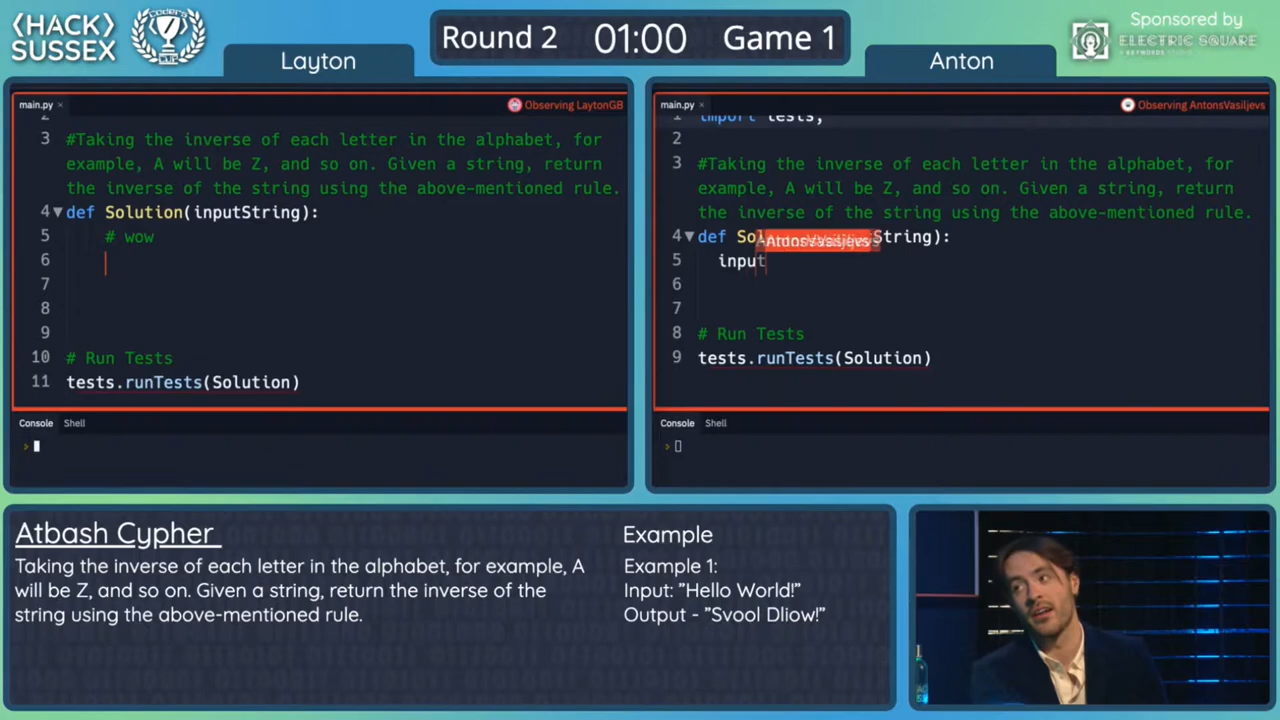 {HACK}
SUSSEX
Coders
CUP
Round 2
01:00
Game 1
Sponsored by
ELECTRIC SQUARE
A KEYWORDS STUDIO
Layton
Anton
main.py ×
Observing LaytonGB
2
3 #Taking the inverse of each letter in the alphabet, for
example, A will be Z, and so on. Given a string, return
the inverse of the string using the above-mentioned rule.
4 def Solution(inputString):
5 # wow
6
7
8
9
10 # Run Tests
11 tests.runTests(Solution)
Console Shell
>
main.py ×
Observing AntonsVasiljevs
1 import tests;
2
3 #Taking the inverse of each letter in the alphabet, for
example, A will be Z, and so on. Given a string, return
the inverse of the string using the above-mentioned rule.
4 def Sol String):
AntonsVasiljevs
5 input
6
7
8 # Run Tests
9 tests.runTests(Solution)
Console Shell
>
Atbash Cypher
Taking the inverse of each letter in the alphabet, for example, A
will be Z, and so on. Given a string, return the inverse of the
string using the above-mentioned rule.
Example
Example 1:
Input: ”Hello World!”
Output - ”Svool Dliow!”